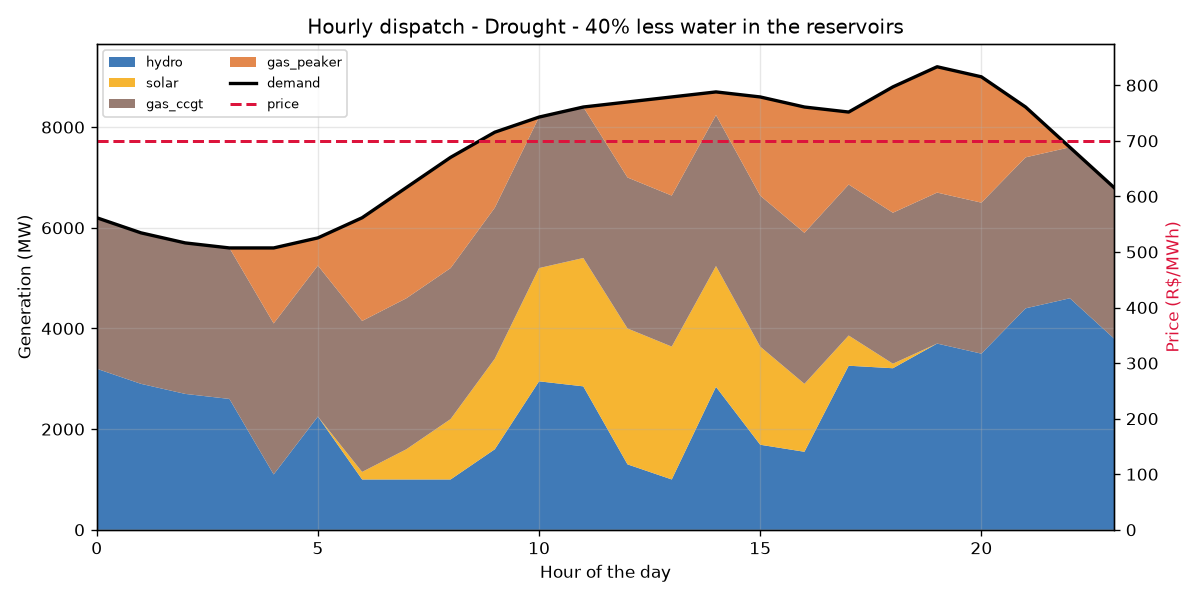 Hourly dispatch - Drought - 40% less water in the reservoirs
hydro
solar
gas_ccgt
gas_peaker
demand
price
Generation (MW)
0
2000
4000
6000
8000
0
5
10
15
20
Hour of the day
0
100
200
300
400
500
600
700
800
Price (R$/MWh)